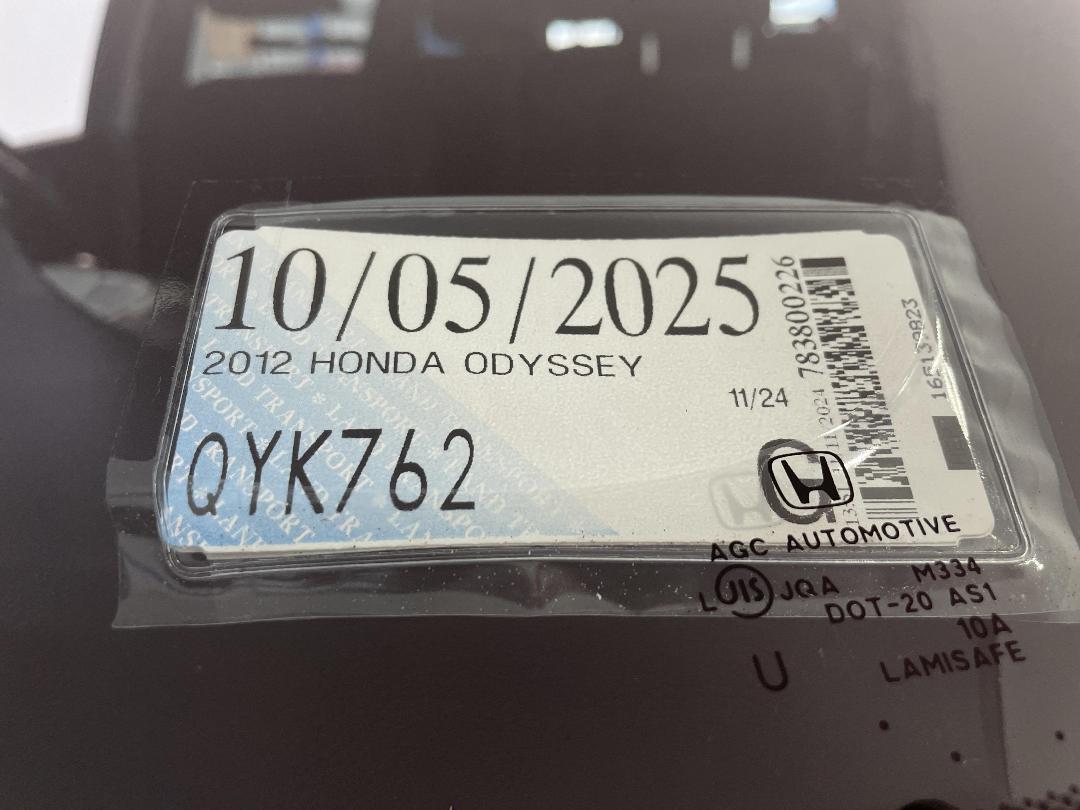 10/05/2025
2012 HONDA ODYSSEY
11/24
QYK762
783800226
AGC AUTOMOTIVE
JIS JQA
M334
DOT-20 AS1
10A
LAMISAFE
U